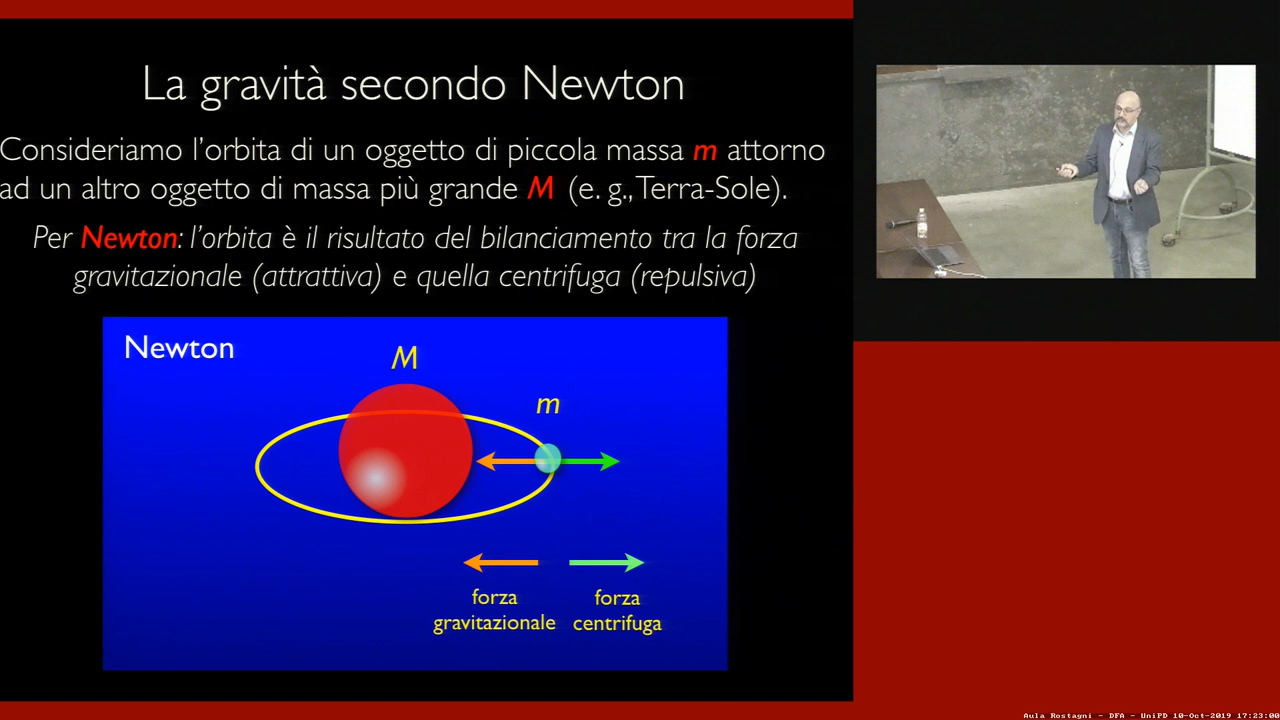 La gravità secondo Newton
Consideriamo l'orbita di un oggetto di piccola massa m attorno
ad un altro oggetto di massa più grande M (e. g., Terra-Sole).
Per Newton: l'orbita è il risultato del bilanciamento tra la forza
gravitazionale (attrattiva) e quella centrifuga (repulsiva)
Newton
M
m
forza
gravitazionale
forza
centrifuga
Aula Rostagni - DFA - UniPD 10-Oct-2019 17:23:00